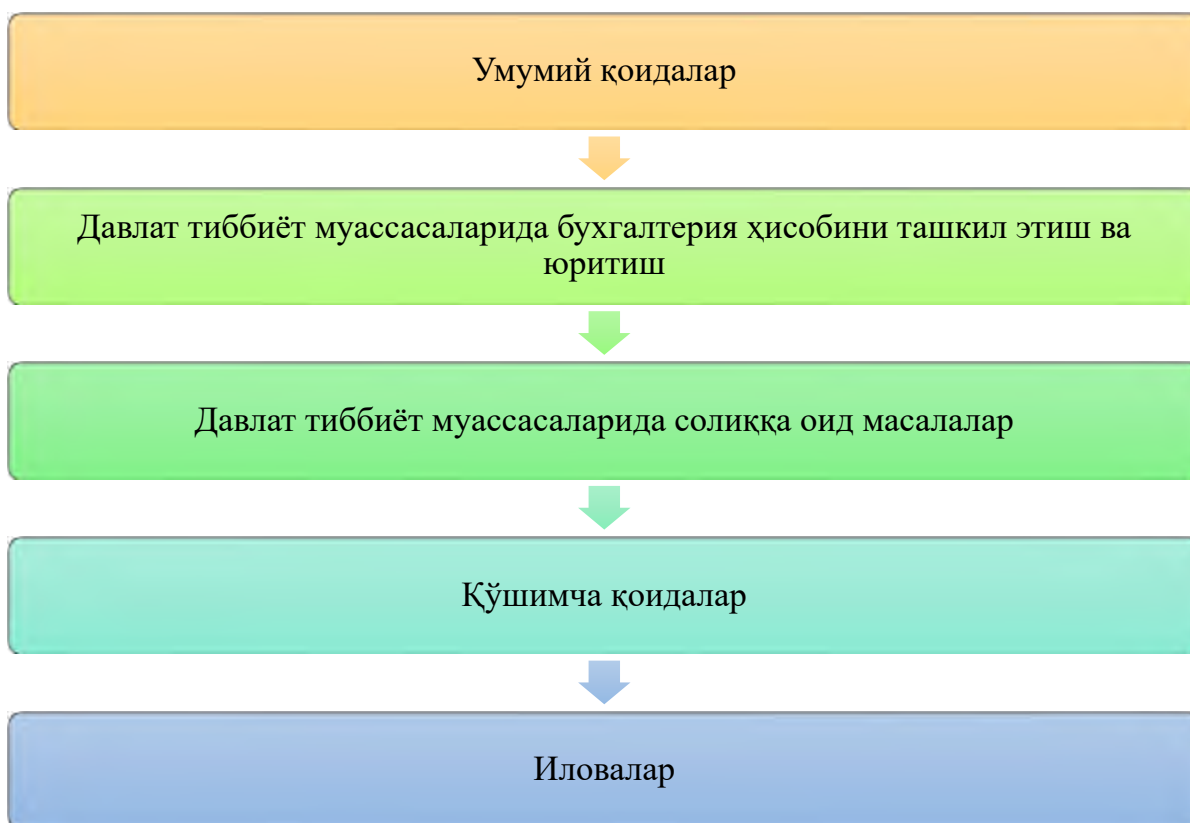 Умумий қоидалар
Давлат тиббиёт муассасаларида бухгалтерия ҳисобини ташкил этиш ва
юритиш
Давлат тиббиёт муассасаларида солиққа оид масалалар
Қўшимча қоидалар
Иловалар